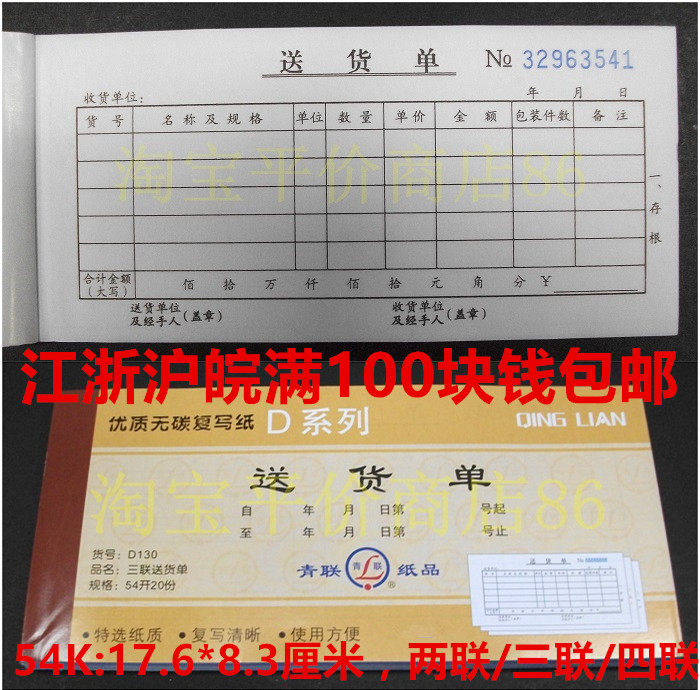 送 货 单 № 32963541
收货单位: 年 月 日
货 号 名 称 及 规 格 单位 数 量 单 价 金 额 包装件数 备 注
淘宝平价商店86
一、存根
合计金额(大写) 佰 拾 万 仟 佰 拾 元 角 分 ¥
送货单位及经手人(盖章) 收货单位及经手人(盖章)
江浙沪皖满100块钱包邮
优质无碳复写纸 D 系列 QING LIAN
送 货 单
淘宝平价商店86
自 年 月 日第 号起
至 年 月 日第 号止
货号: D130
品名: 三联送货单
规格: 54开20份
青联 青 联 ® 纸品
送 货 单 № 88888888
•特选纸质 •复写清晰 •使用方便
54K:17.6*8.3厘米，两联/三联/四联